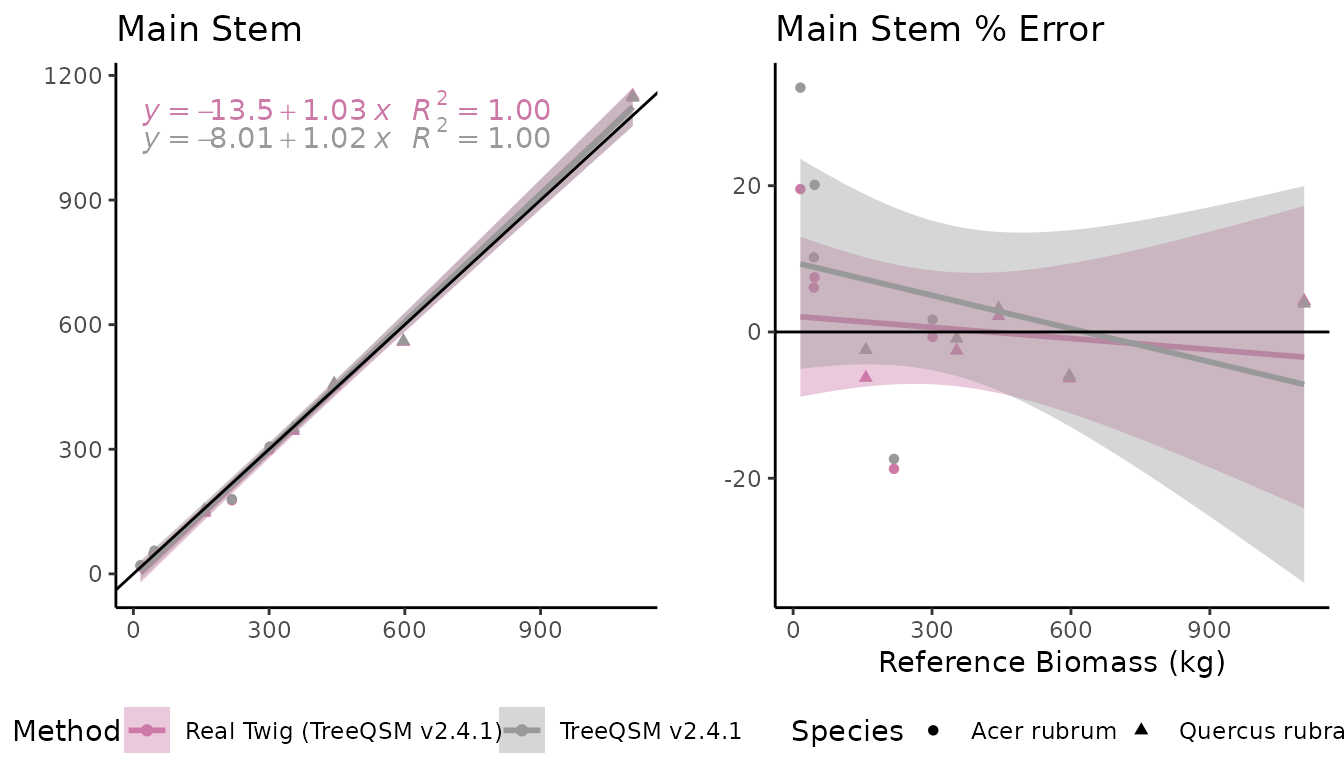 Main Stem
1200
900
600
300
0
y = −13.5 + 1.03 x R² = 1.00
y = −8.01 + 1.02 x R² = 1.00
0 300 600 900
Main Stem % Error
20
0
-20
0 300 600 900
Reference Biomass (kg)
Method Real Twig (TreeQSM v2.4.1) TreeQSM v2.4.1 Species Acer rubrum Quercus rubra